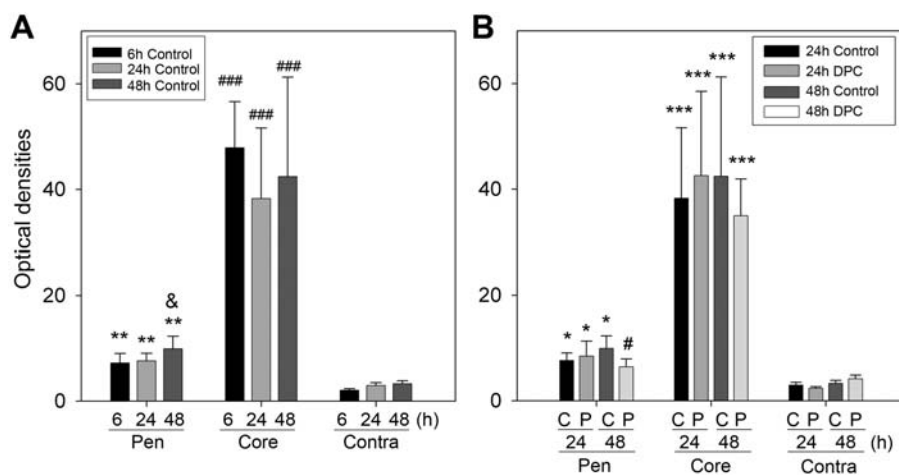 A
B
6h Control
24h Control
48h Control
24h Control
24h DPC
48h Control
48h DPC
Optical densities
60
40
20
0
60
40
20
0
** ** & **
### ### ###
* * * #
*** *** *** ***
6 24 48 6 24 48 6 24 48 (h)
Pen Core Contra
C P C P C P C P C P C P
24 48 24 48 24 48 (h)
Pen Core Contra